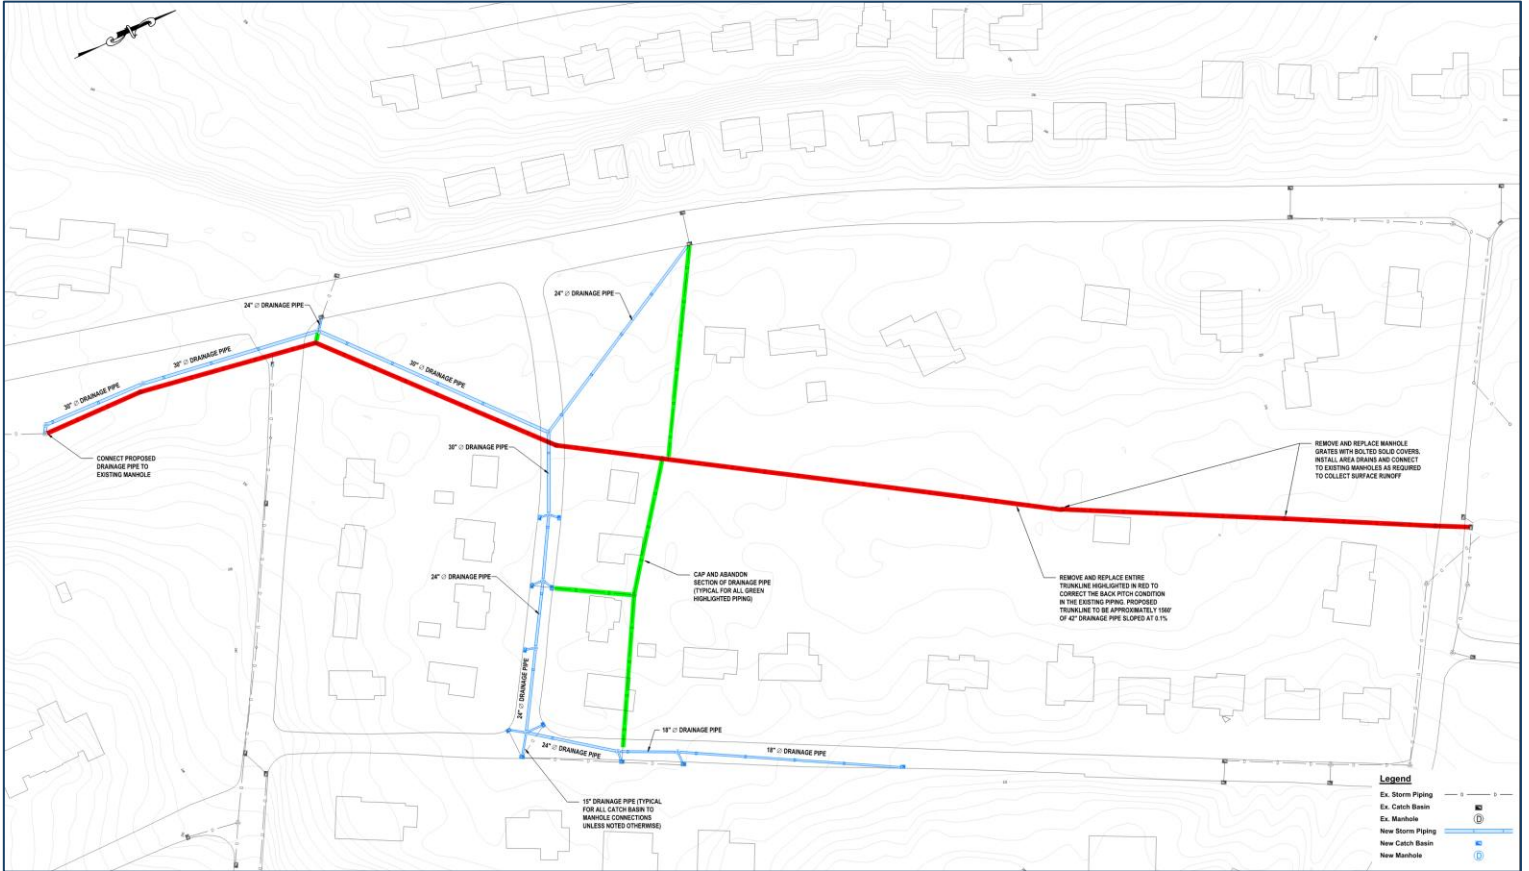 24" Ø DRAINAGE PIPE
24" Ø DRAINAGE PIPE
30" Ø DRAINAGE PIPE
30" Ø DRAINAGE PIPE
30" Ø DRAINAGE PIPE
30" Ø DRAINAGE PIPE
CONNECT PROPOSED
DRAINAGE PIPE TO
EXISTING MANHOLE
REMOVE AND REPLACE MANHOLE
GRATES WITH BOLTED SOLID COVERS.
INSTALL AREA DRAINS AND CONNECT
TO EXISTING MANHOLES AS REQUIRED
TO COLLECT SURFACE RUNOFF
24" Ø DRAINAGE PIPE
CAP AND ABANDON
SECTION OF DRAINAGE PIPE
(TYPICAL FOR ALL GREEN
HIGHLIGHTED PIPING)
REMOVE AND REPLACE ENTIRE
TRUNKLINE HIGHLIGHTED IN RED TO
CORRECT THE BACK PITCH CONDITION
IN THE EXISTING PIPING. PROPOSED
TRUNKLINE TO BE APPROXIMATELY
OF 42" DRAINAGE PIPE SLOPED AT 0.1%
24" Ø DRAINAGE PIPE
18" Ø DRAINAGE PIPE
24" Ø DRAINAGE PIPE
18" Ø DRAINAGE PIPE
15" DRAINAGE PIPE (TYPICAL
FOR ALL CATCH BASIN TO
MANHOLE CONNECTIONS
UNLESS NOTED OTHERWISE)
Legend
Ex. Storm Piping
Ex. Catch Basin
Ex. Manhole
New Storm Piping
New Catch Basin
New Manhole